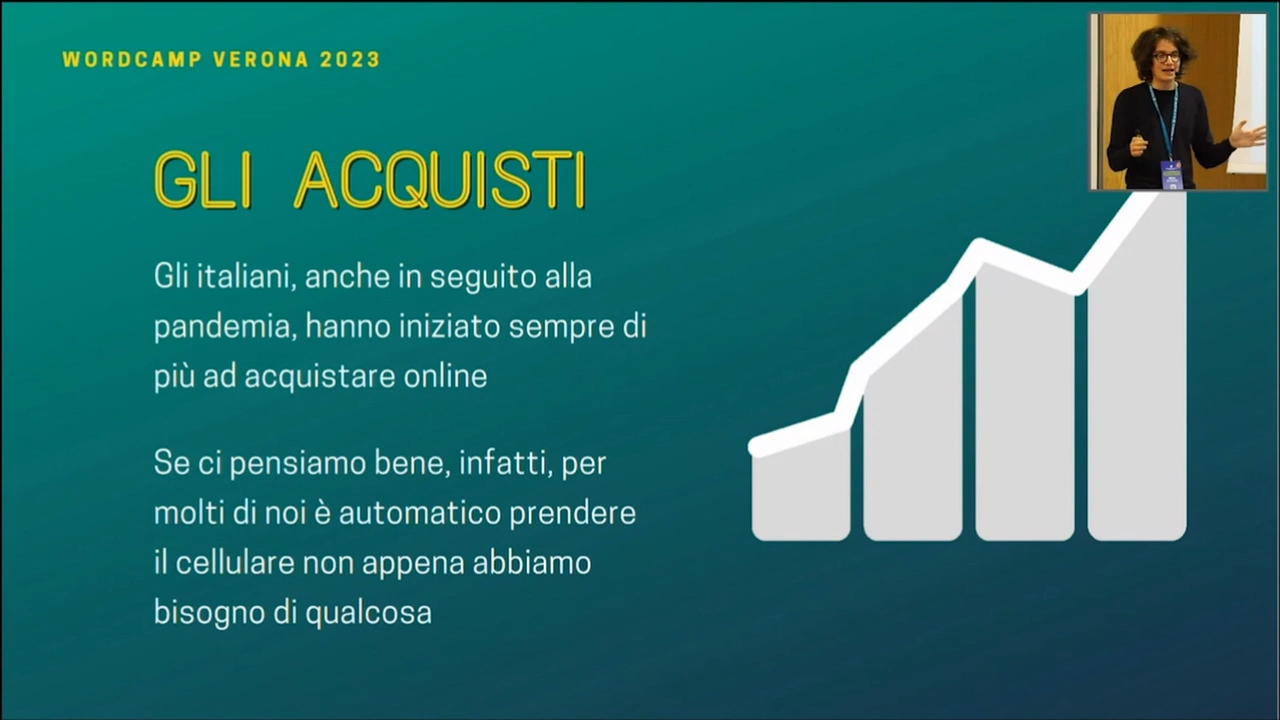 WORDCAMP VERONA 2023
GLI ACQUISTI
Gli italiani, anche in seguito alla
pandemia, hanno iniziato sempre di
più ad acquistare online
Se ci pensiamo bene, infatti, per
molti di noi è automatico prendere
il cellulare non appena abbiamo
bisogno di qualcosa